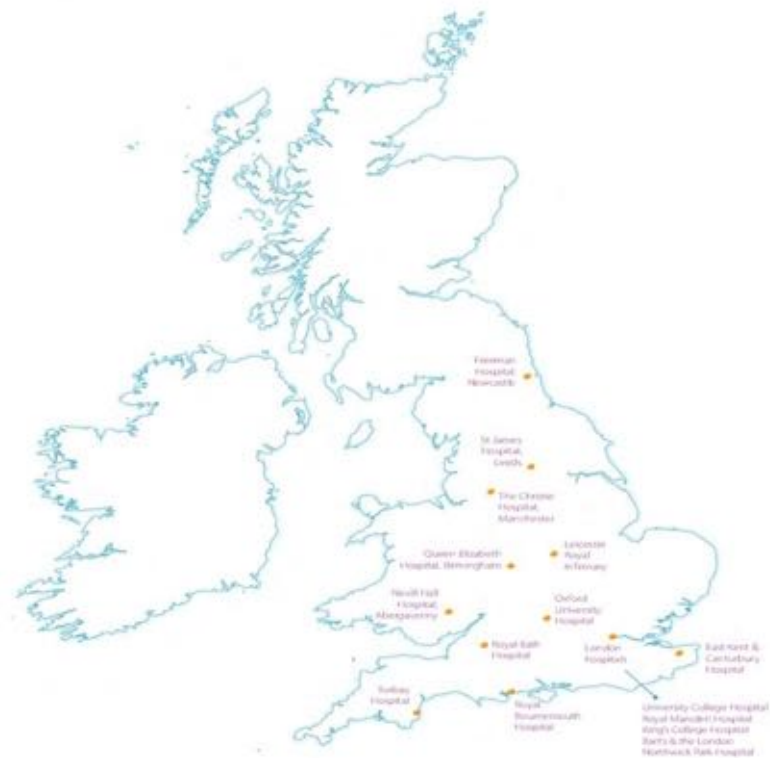 Freeman
Hospital,
Newcastle
St James
Hospital,
Leeds
The Christie
Hospital,
Manchester
Leicester
Royal
Infirmary
Queen Elizabeth
Hospital, Birmingham
Nevill Hall
Hospital,
Abergavenny
Oxford
University
Hospital
Royal Bath
Hospital
London
hospitals
East Kent &
Canterbury
Hospital
Torbay
Hospital
Royal
Bournemouth
Hospital
University College Hospital
Royal Marsden Hospital
King's College Hospital
Bart's & the London
Northwick Park Hospital